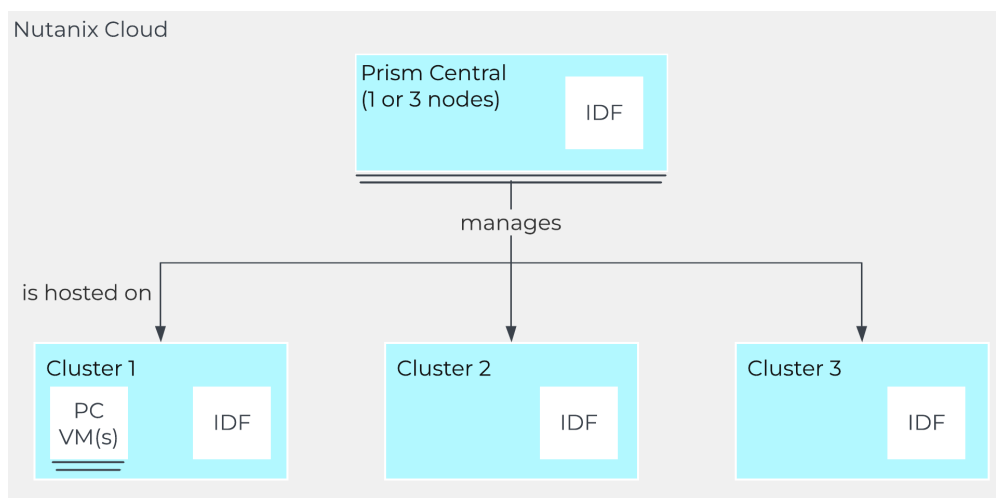 Nutanix Cloud
Prism Central
(1 or 3 nodes)
IDF
manages
is hosted on
Cluster 1
PC
VM(s)
IDF
Cluster 2
IDF
Cluster 3
IDF